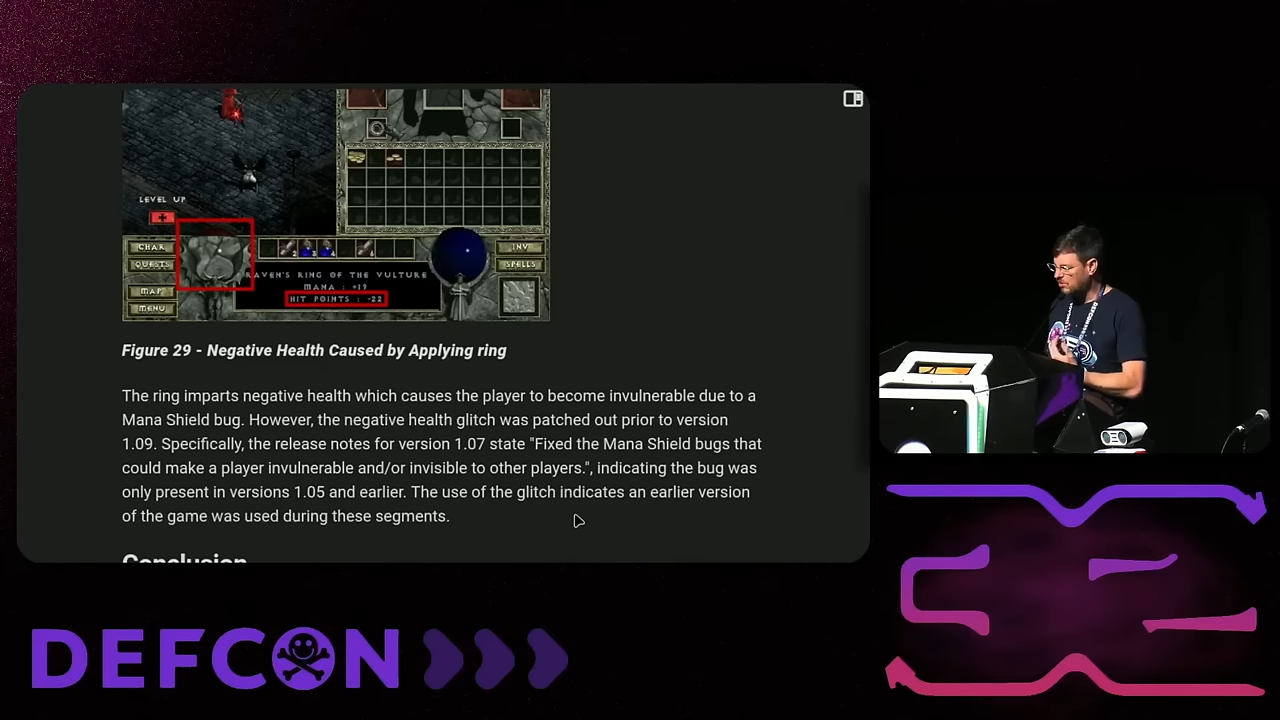 LEVEL UP
CHAR
QUESTS
MAP
MENU
INV
SPELLS
RAVEN'S RING OF THE VULTURE
MANA : +19
HIT POINTS : -22
Figure 29 - Negative Health Caused by Applying ring
The ring imparts negative health which causes the player to become invulnerable due to a
Mana Shield bug. However, the negative health glitch was patched out prior to version
1.09. Specifically, the release notes for version 1.07 state "Fixed the Mana Shield bugs that
could make a player invulnerable and/or invisible to other players.", indicating the bug was
only present in versions 1.05 and earlier. The use of the glitch indicates an earlier version
of the game was used during these segments.
Conclusion
DEFCON